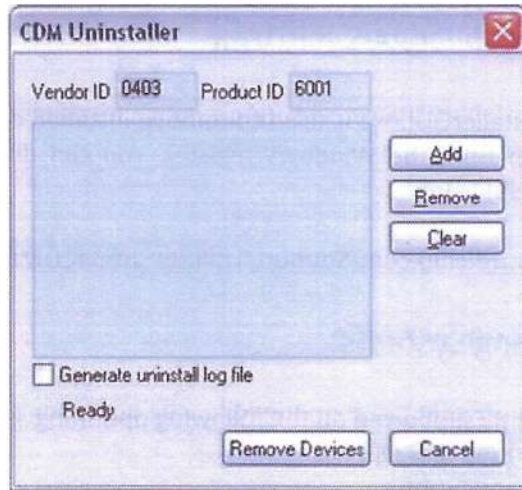 CDM Uninstaller
Vendor ID 0403 Product ID 6001
Add
Remove
Clear
Generate uninstall log file
Ready
Remove Devices Cancel